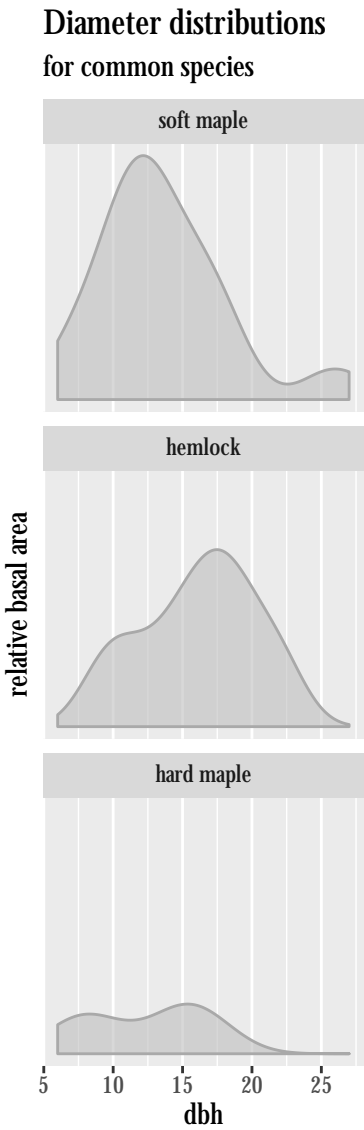 Diameter distributions
for common species
soft maple
hemlock
relative basal area
hard maple
5 10 15 20 25
dbh